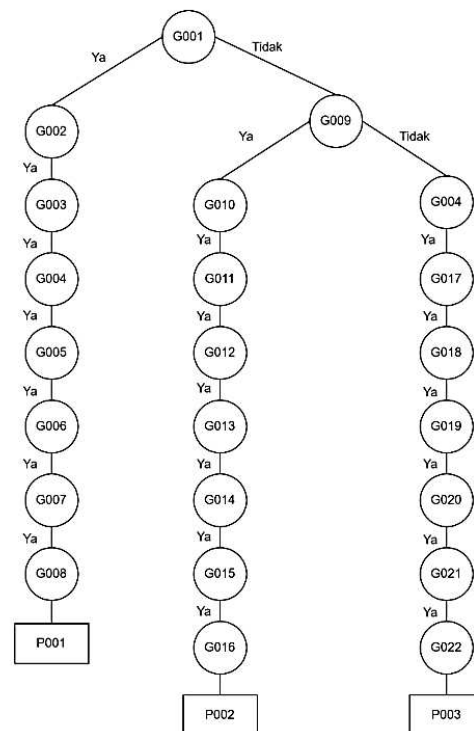 G001
Ya
Tidak
G002
G009
Ya
Tidak
Ya
G003
G010
G004
Ya
Ya
Ya
G004
G011
G017
Ya
Ya
Ya
G005
G012
G018
Ya
Ya
Ya
G006
G013
G019
Ya
Ya
Ya
G007
G014
G020
Ya
Ya
Ya
G008
G015
G021
Ya
Ya
P001
G016
G022
P002
P003